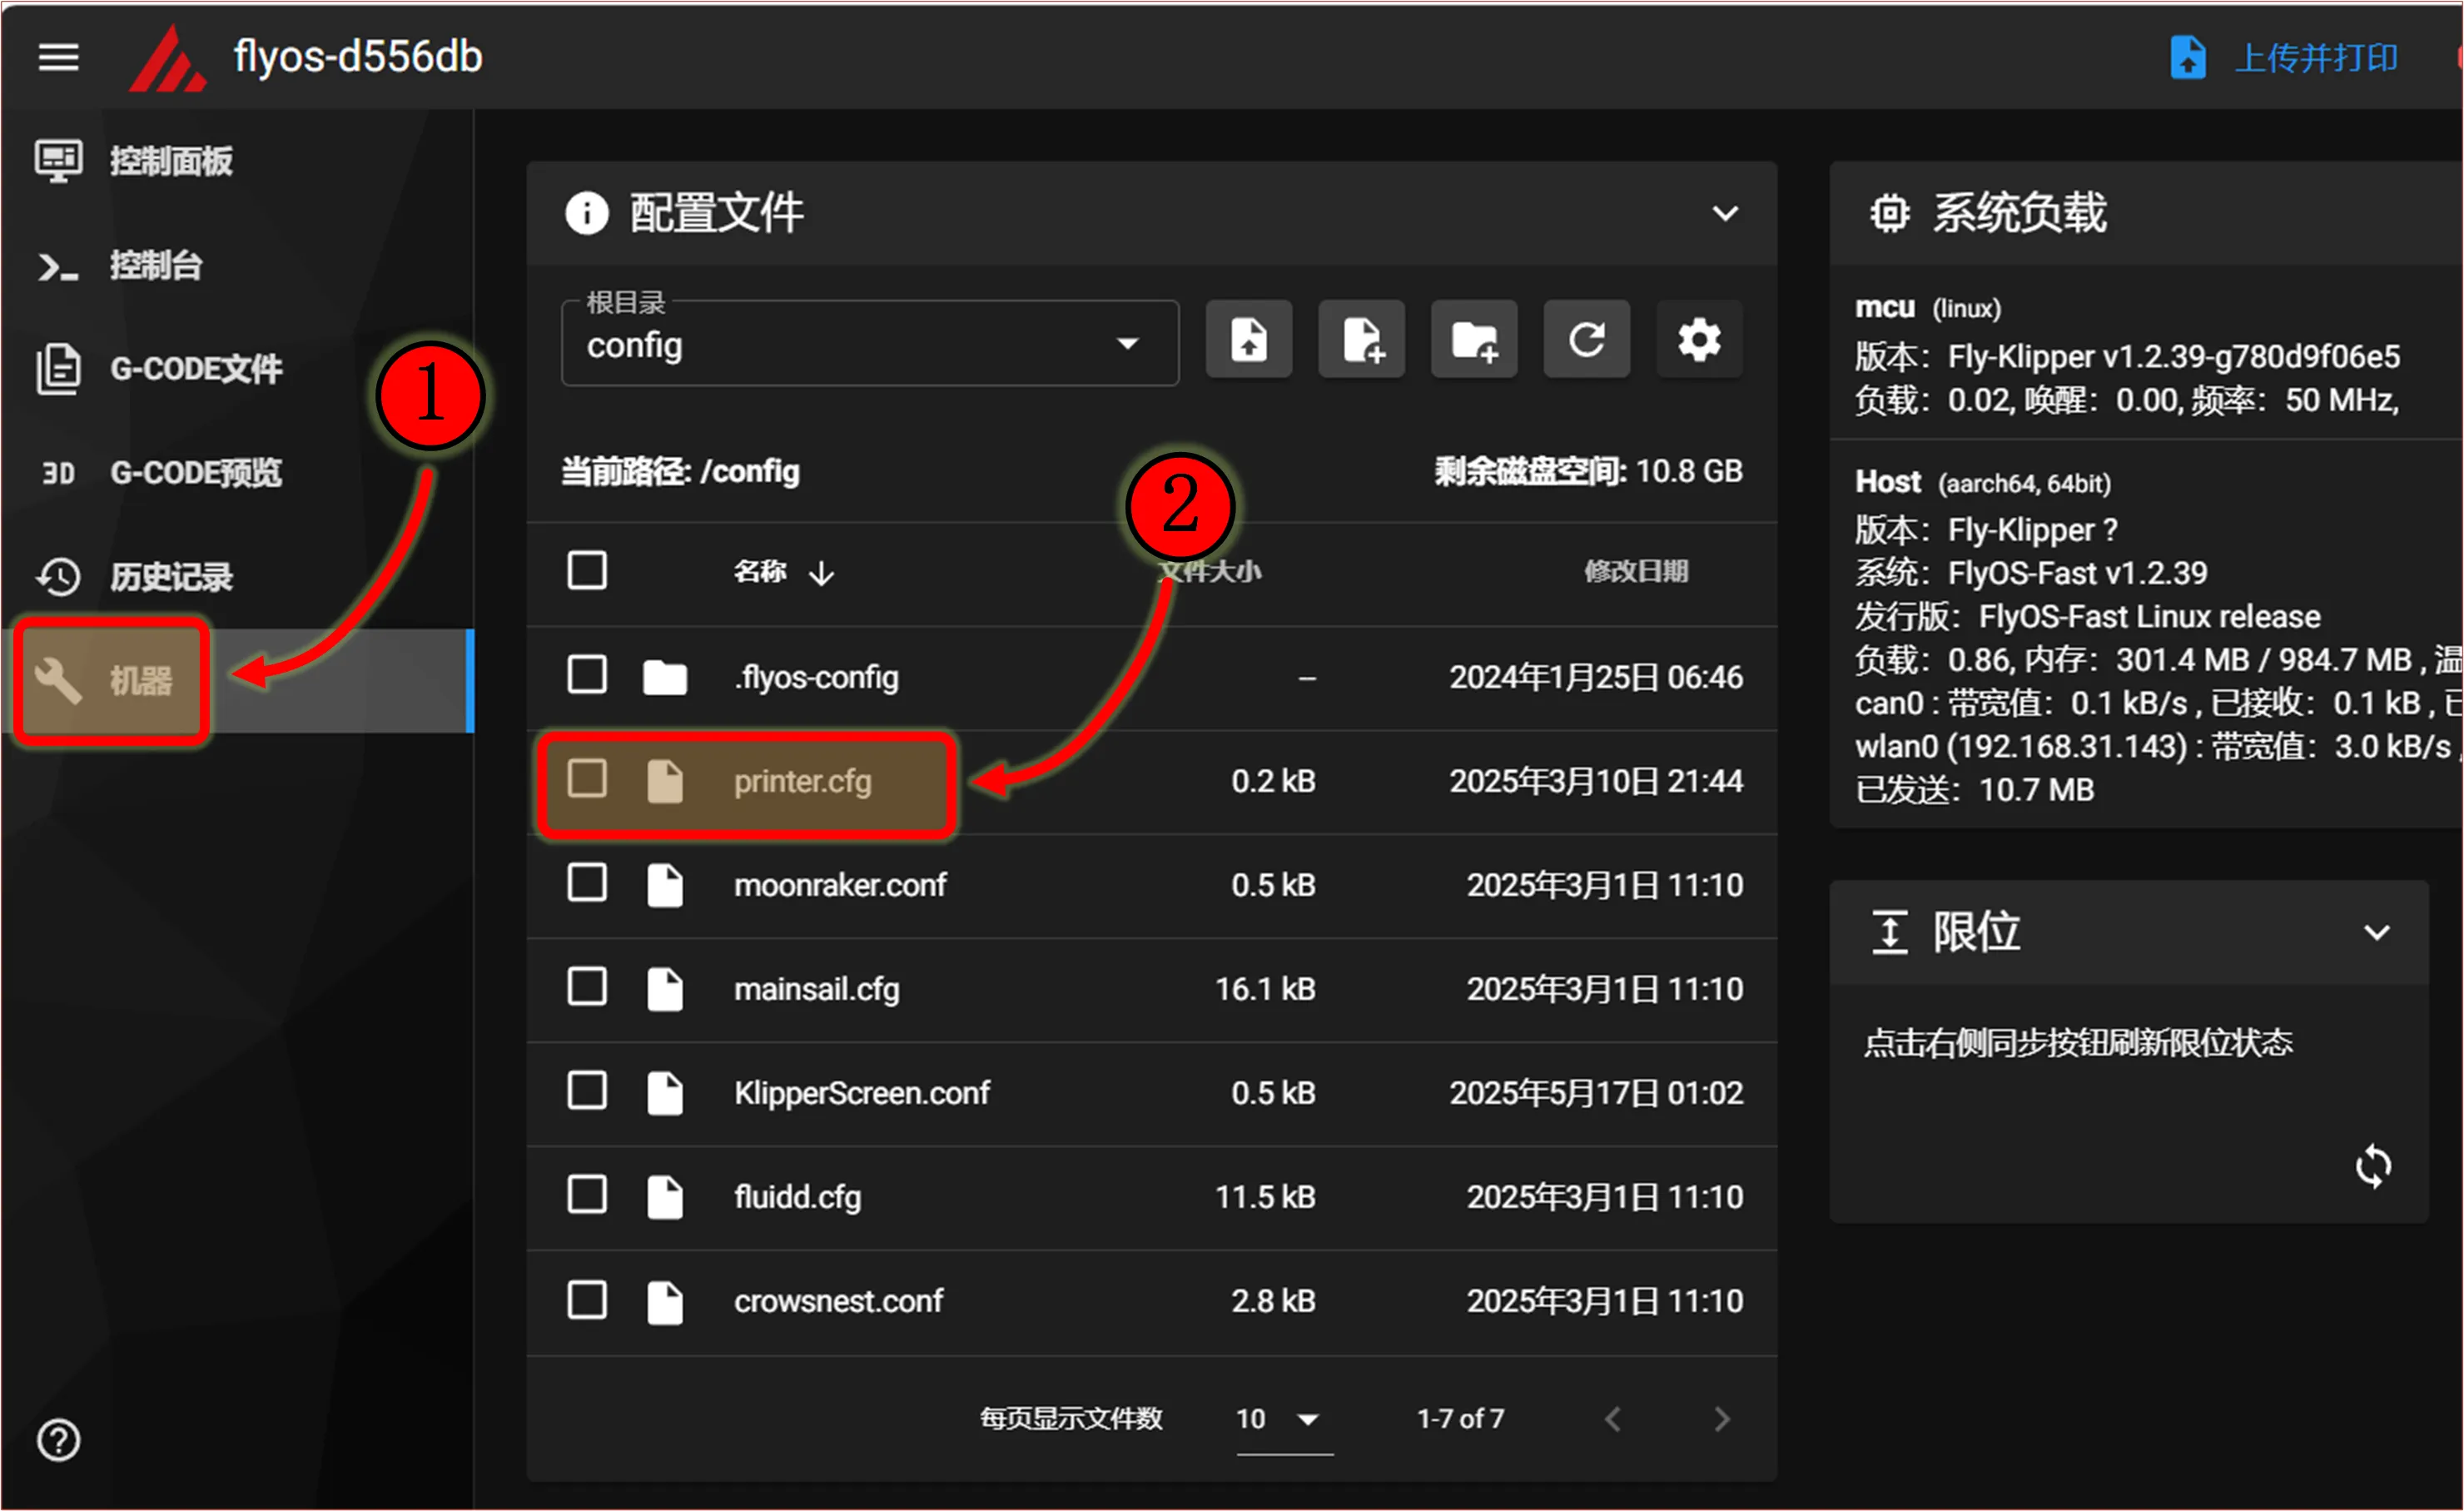 flyos-d556db
上传并打印
控制面板
控制台
G-CODE文件
3D G-CODE预览
历史记录
机器
1
2
配置文件
根目录
config
当前路径: /config
剩余磁盘空间: 10.8 GB
名称 文件大小 修改日期
.flyos-config – 2024年1月25日 06:46
printer.cfg 0.2 kB 2025年3月10日 21:44
moonraker.conf 0.5 kB 2025年3月1日 11:10
mainsail.cfg 16.1 kB 2025年3月1日 11:10
KlipperScreen.conf 0.5 kB 2025年5月17日 01:02
fluidd.cfg 11.5 kB 2025年3月1日 11:10
crowsnest.conf 2.8 kB 2025年3月1日 11:10
每页显示文件数 10 1-7 of 7
系统负载
mcu (linux)
版本: Fly-Klipper v1.2.39-g780d9f06e5
负载: 0.02, 唤醒: 0.00, 频率: 50 MHz,
Host (aarch64, 64bit)
版本: Fly-Klipper ?
系统: FlyOS-Fast v1.2.39
发行版: FlyOS-Fast Linux release
负载: 0.86, 内存: 301.4 MB / 984.7 MB , 温
can0 : 带宽值: 0.1 kB/s , 已接收: 0.1 kB , 已
wlan0 (192.168.31.143) : 带宽值: 3.0 kB/s ,
已发送: 10.7 MB
限位
点击右侧同步按钮刷新限位状态